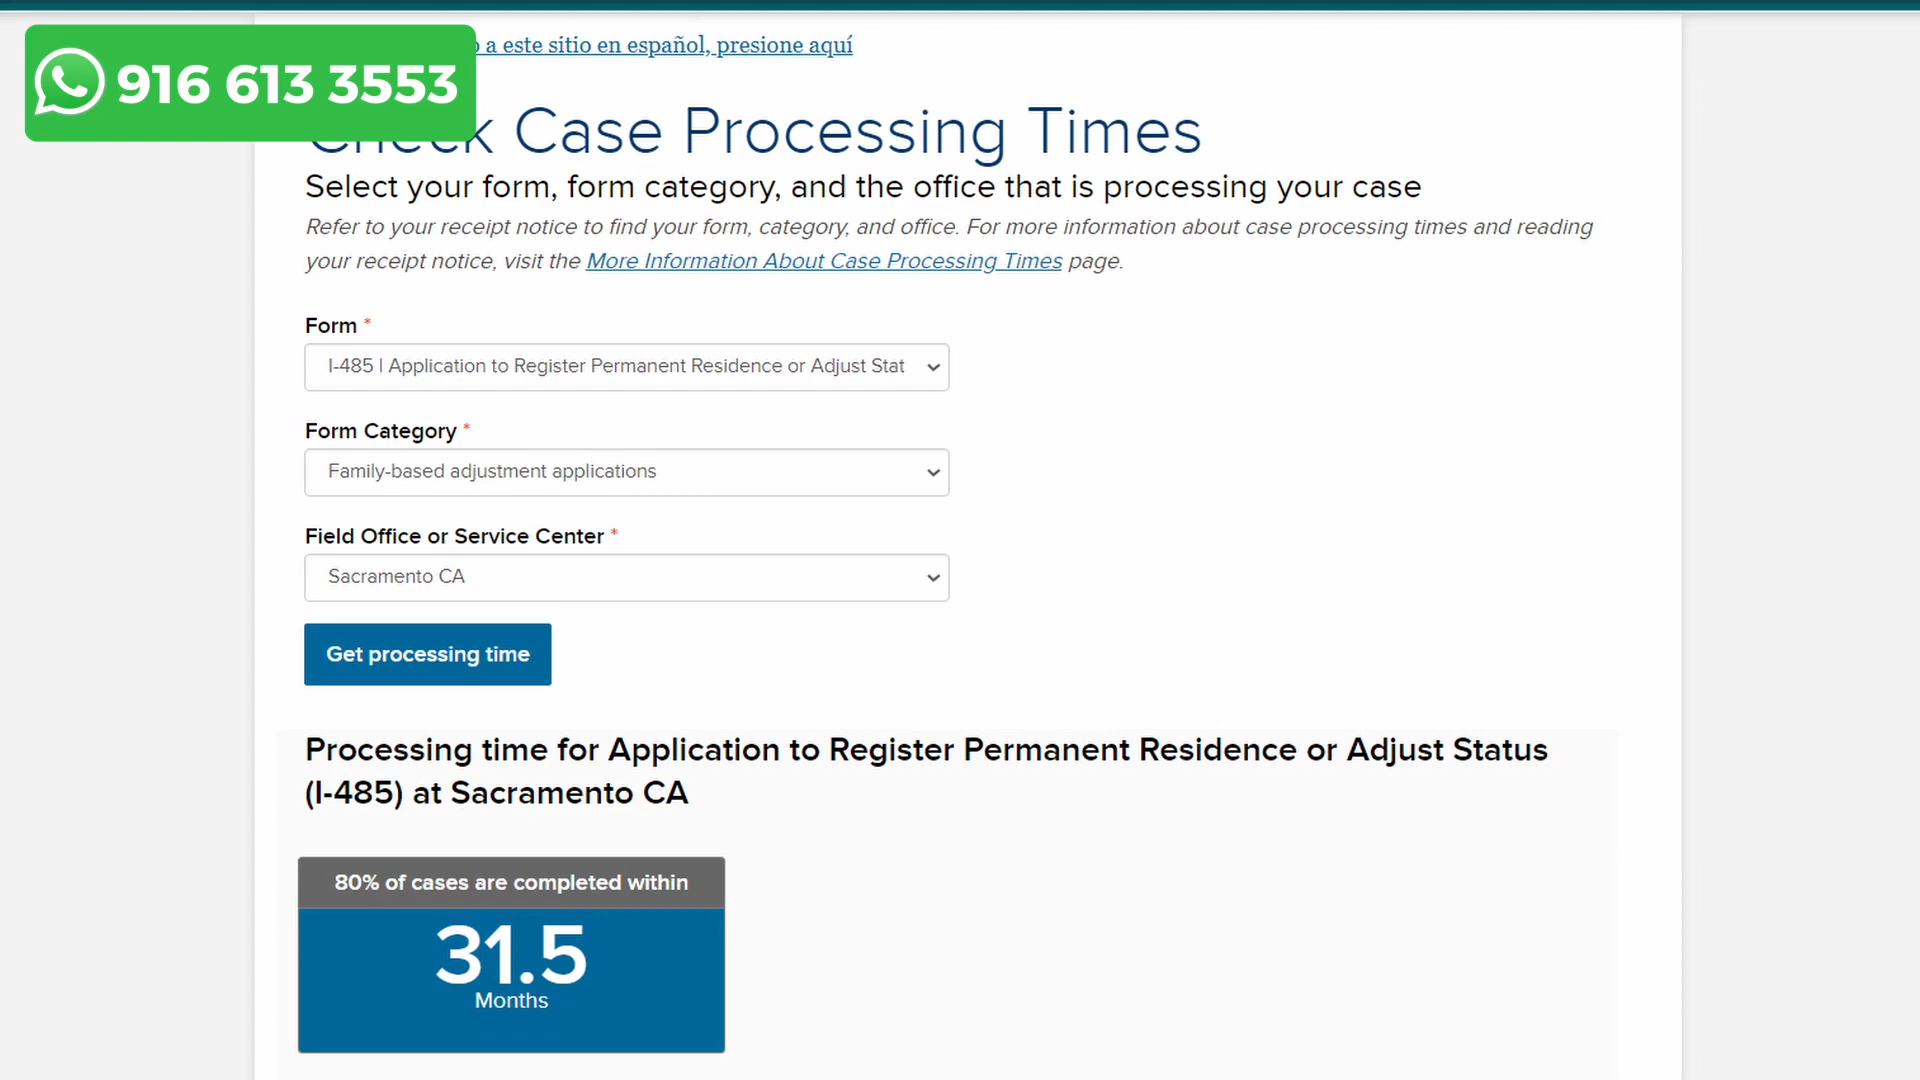 916 613 3553
a este sitio en español, presione aquí
Check Case Processing Times
Select your form, form category, and the office that is processing your case
Refer to your receipt notice to find your form, category, and office. For more information about case processing times and reading
your receipt notice, visit the More Information About Case Processing Times page.
Form *
I-485 | Application to Register Permanent Residence or Adjust Stat
Form Category *
Family-based adjustment applications
Field Office or Service Center *
Sacramento CA
Get processing time
Processing time for Application to Register Permanent Residence or Adjust Status
(I-485) at Sacramento CA
80% of cases are completed within
31.5
Months